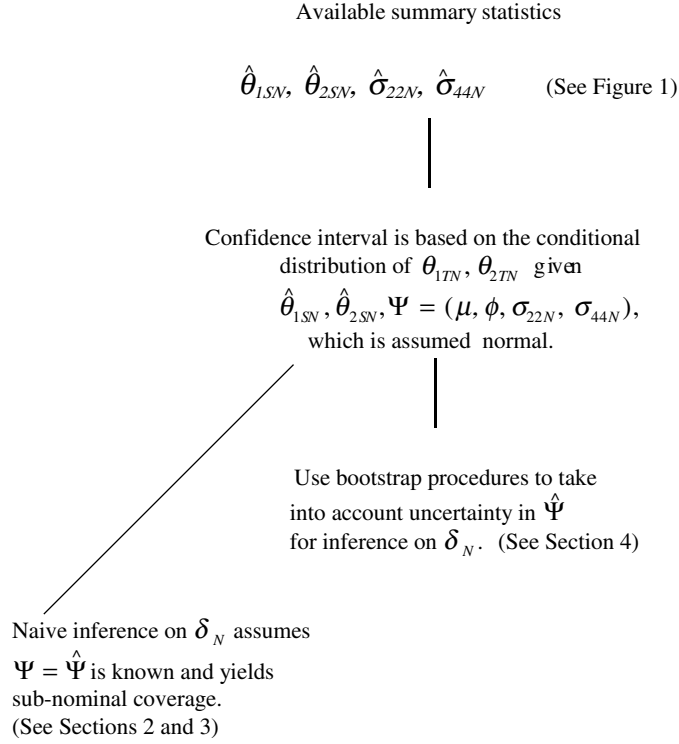 Available summary statistics
θ̂₁SN, θ̂₂SN, σ̂₂₂N, σ̂₄₄N (See Figure 1)
Confidence interval is based on the conditional
distribution of θ₁TN, θ₂TN given
θ̂₁SN, θ̂₂SN, Ψ = (μ, ϕ, σ₂₂N, σ₄₄N),
which is assumed normal.
Use bootstrap procedures to take
into account uncertainty in Ψ̂
for inference on δN. (See Section 4)
Naive inference on δN assumes
Ψ = Ψ̂ is known and yields
sub-nominal coverage.
(See Sections 2 and 3)